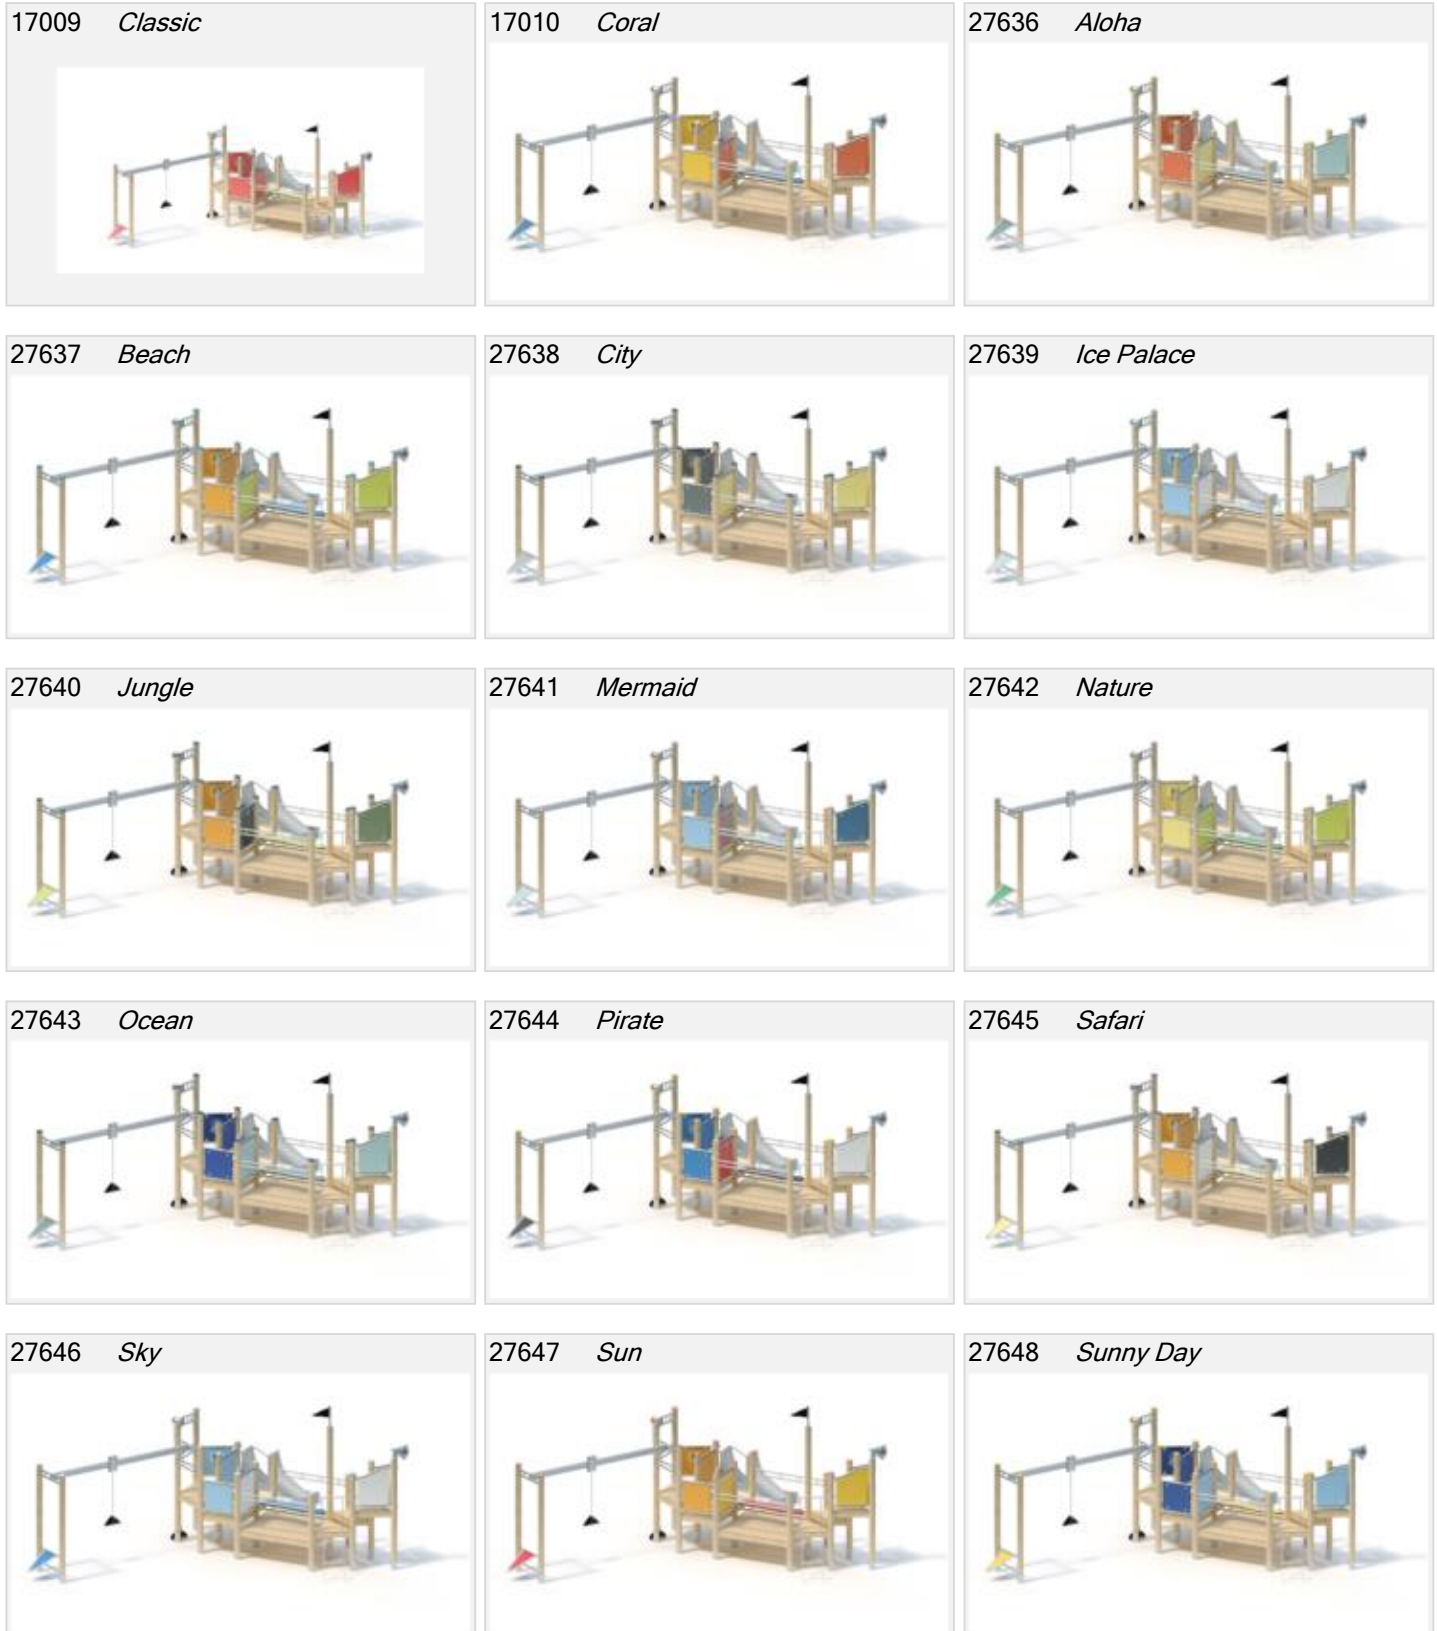 17009 Classic
17010 Coral
27636 Aloha
27637 Beach
27638 City
27639 Ice Palace
27640 Jungle
27641 Mermaid
27642 Nature
27643 Ocean
27644 Pirate
27645 Safari
27646 Sky
27647 Sun
27648 Sunny Day